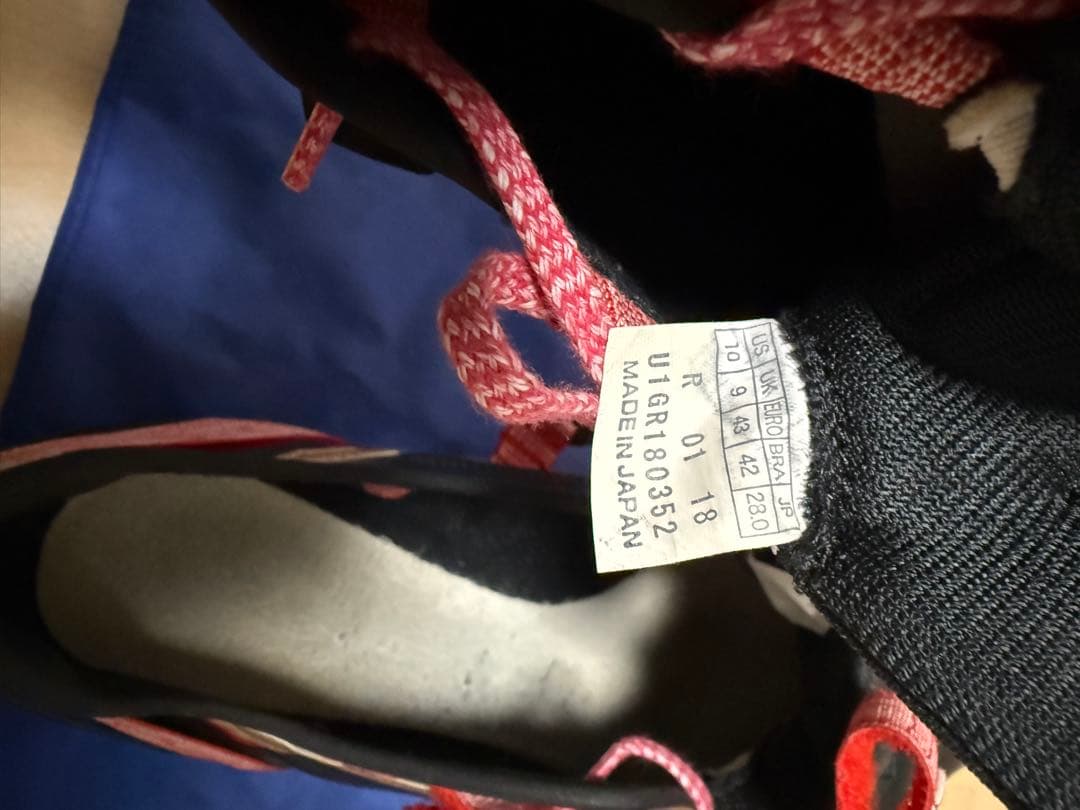 US UK EURO BRA JP
10 9 43 42 28.0
R 01 18
U1GR180352
MADE IN JAPAN